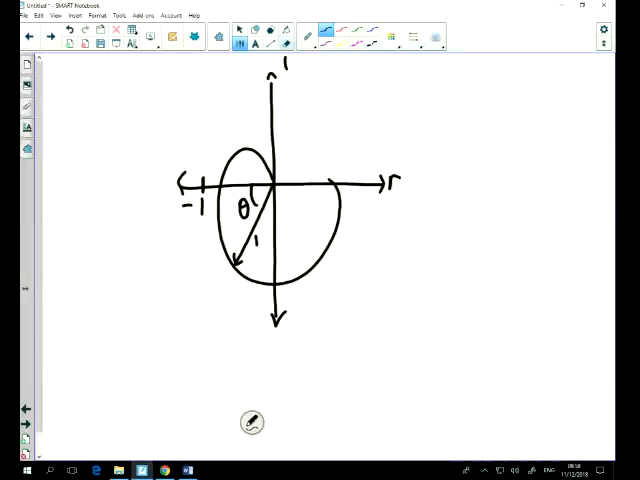 Untitled * - SMART Notebook
File Edit View Insert Format Tools Add-ons Account Help
A
r
-1
θ
1
ENG
09:58
11/12/2018